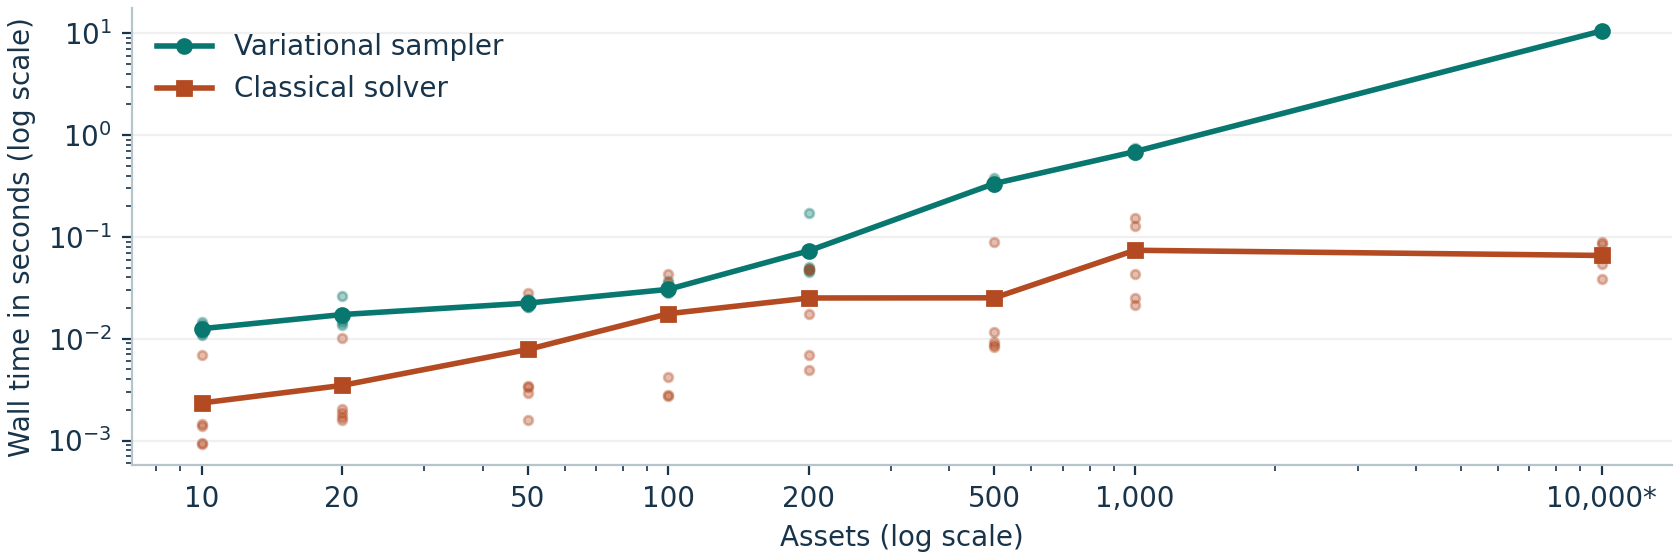 Wall time in seconds (log scale)
10¹
10⁰
10⁻¹
10⁻²
10⁻³
Variational sampler
Classical solver
10 20 50 100 200 500 1,000 10,000*
Assets (log scale)